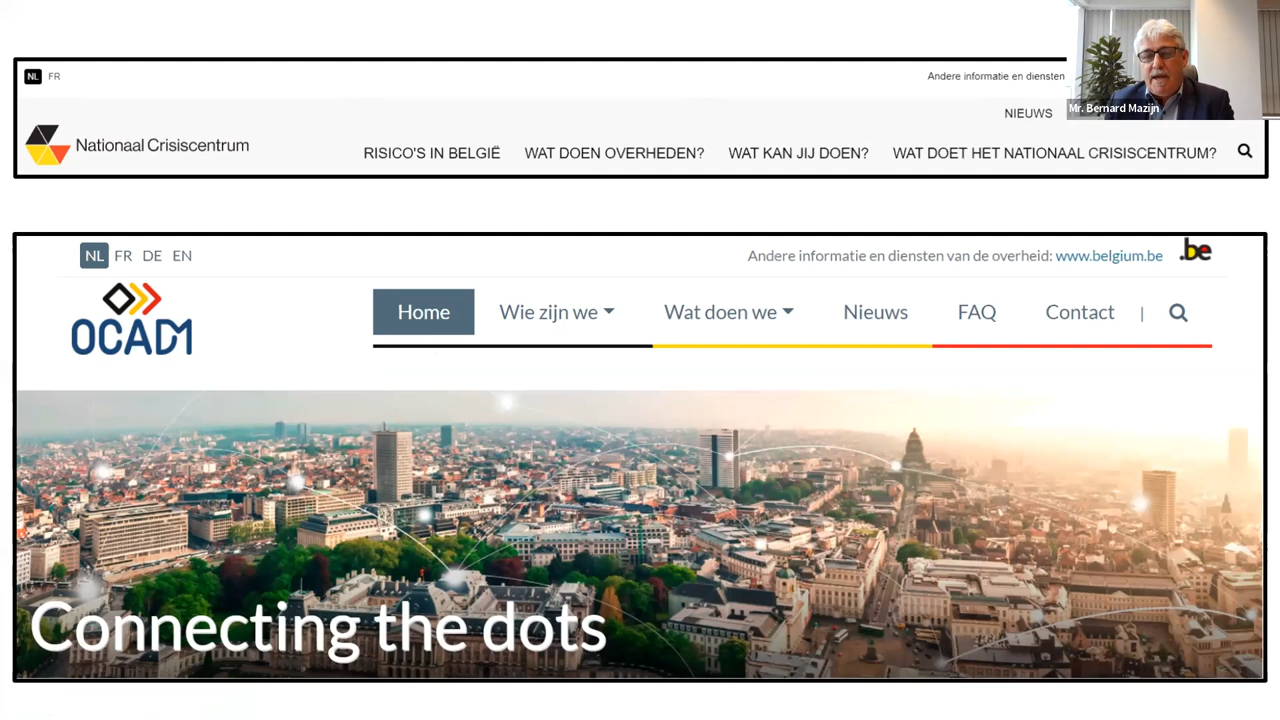 NL FR
Andere informatie en diensten
Mr. Bernard Mazijn
NIEUWS
Nationaal Crisiscentrum
RISICO'S IN BELGIË WAT DOEN OVERHEDEN? WAT KAN JIJ DOEN? WAT DOET HET NATIONAAL CRISISCENTRUM?
NL FR DE EN
Andere informatie en diensten van de overheid: www.belgium.be .be
OCAD
Home Wie zijn we Wat doen we Nieuws FAQ Contact |
Connecting the dots